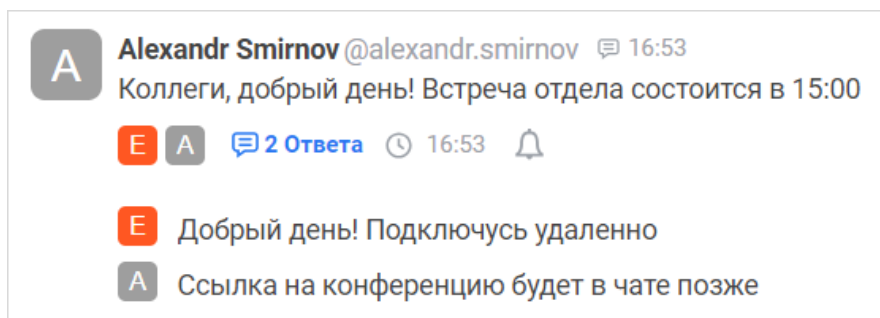 A Alexandr Smirnov @alexandr.smirnov 16:53
Коллеги, добрый день! Встреча отдела состоится в 15:00
E A 2 Ответа 16:53
E Добрый день! Подключусь удаленно
A Ссылка на конференцию будет в чате позже